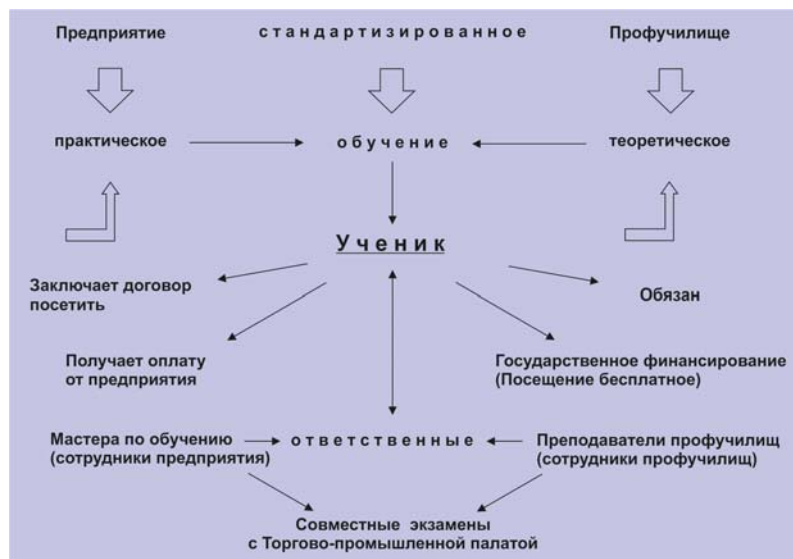 Предприятие
стандартизированное
Профучилище
практическое
обучение
теоретическое
Ученик
Заключает договор
посетить
Обязан
Получает оплату
от предприятия
Государственное финансирование
(Посещение бесплатное)
Мастера по обучению
(сотрудники предприятия)
ответственные
Преподаватели профучилищ
(сотрудники профучилищ)
Совместные экзамены
с Торгово-промышленной палатой